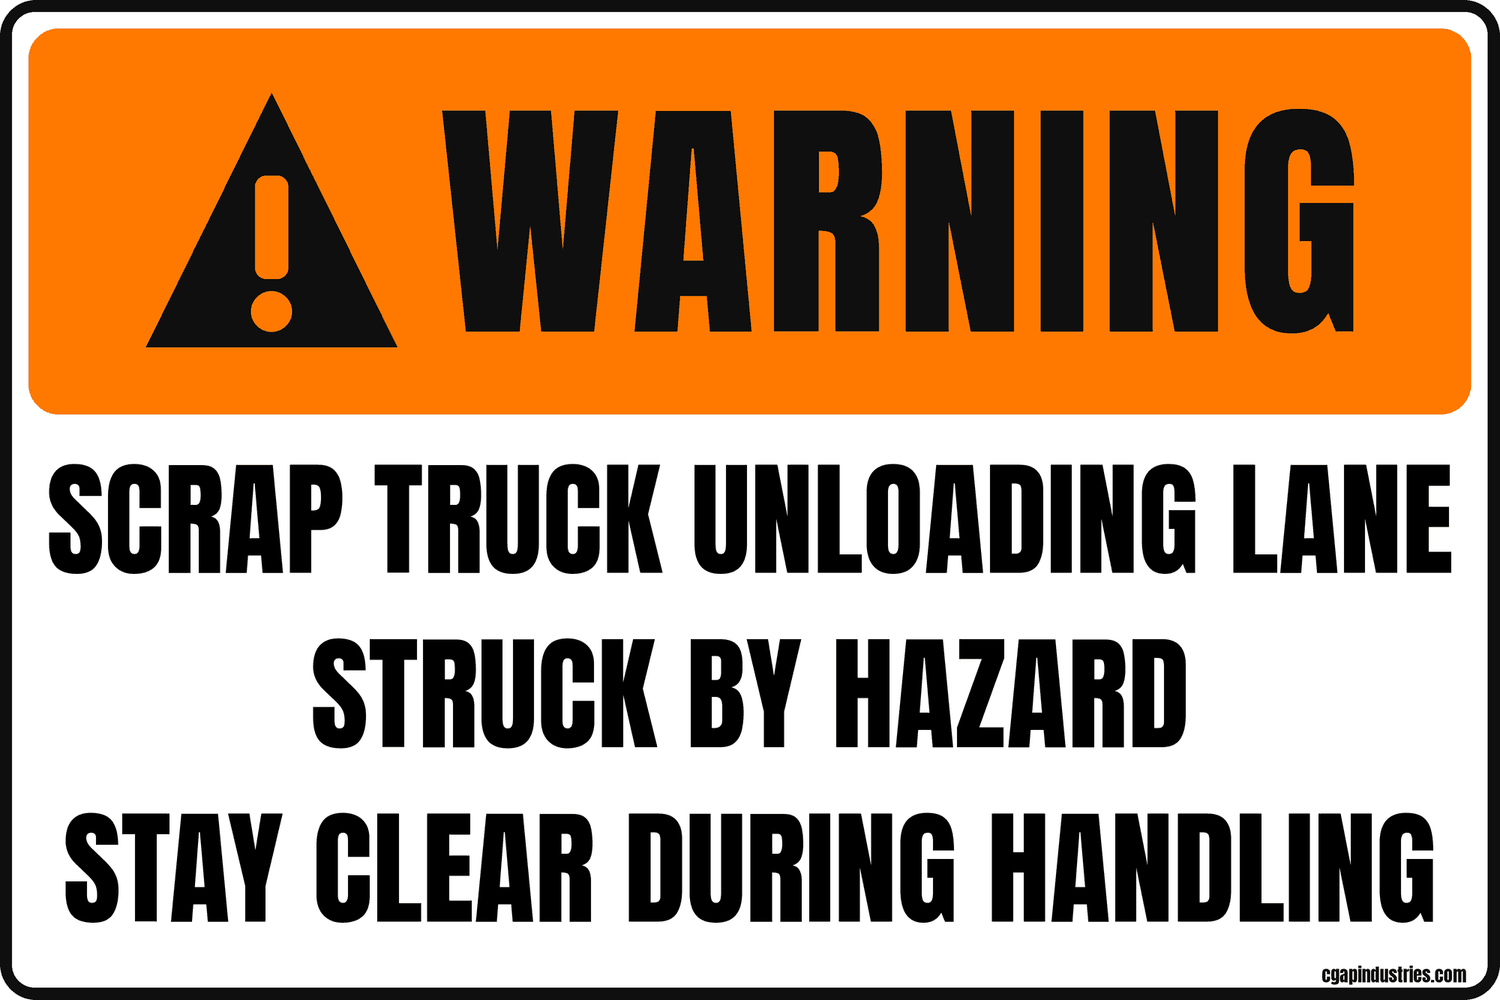 WARNING
SCRAP TRUCK UNLOADING LANE
STRUCK BY HAZARD
STAY CLEAR DURING HANDLING
cgapindustries.com